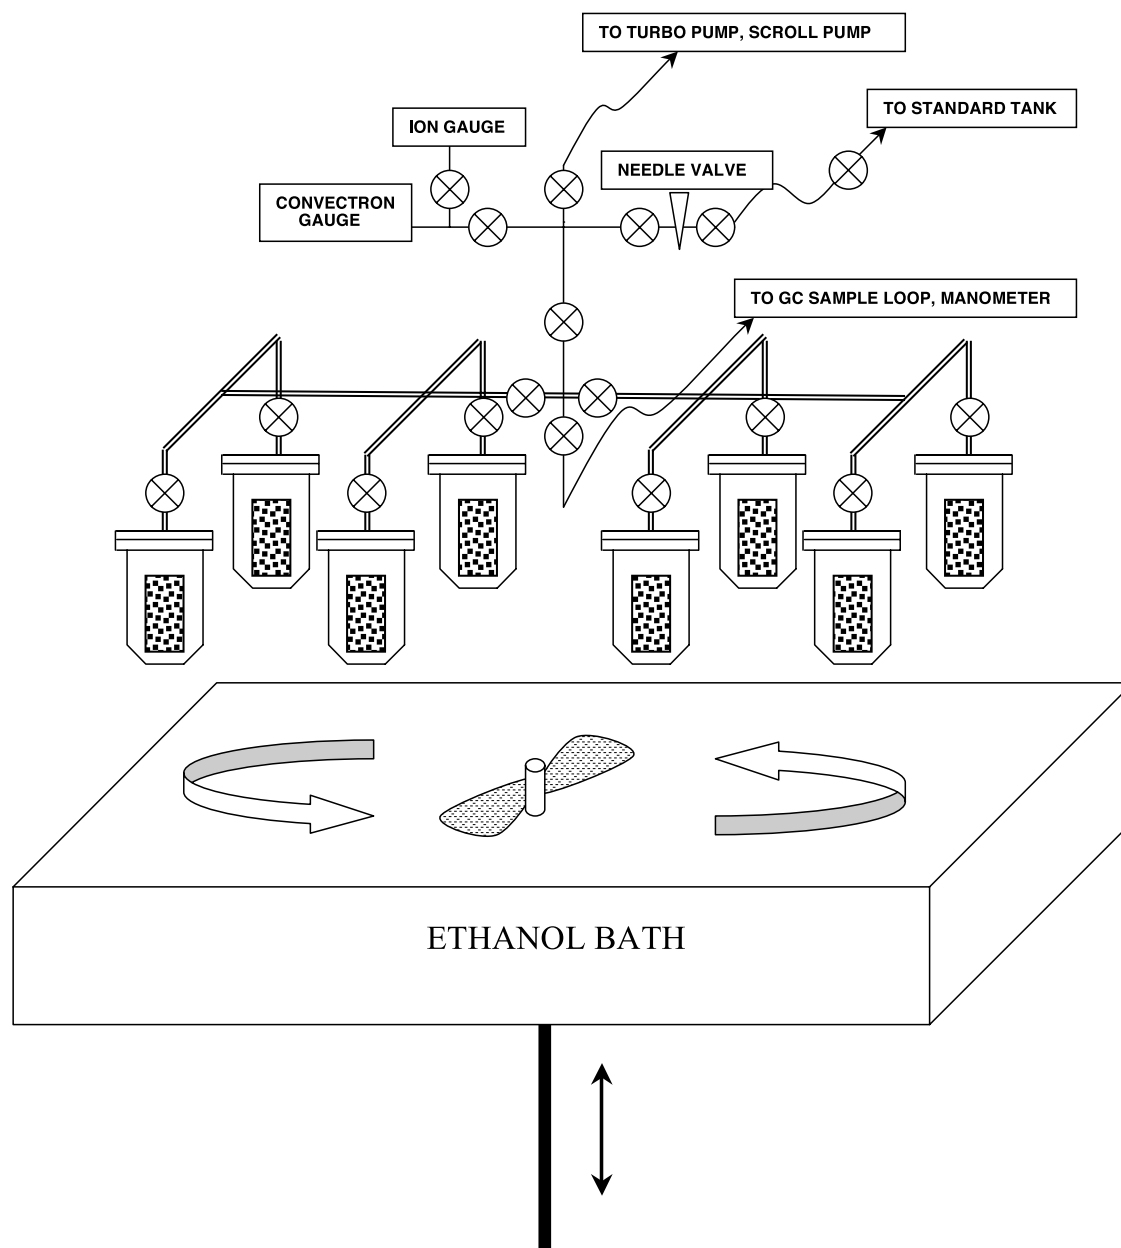 TO TURBO PUMP, SCROLL PUMP
TO STANDARD TANK
ION GAUGE
NEEDLE VALVE
CONVECTRON
GAUGE
TO GC SAMPLE LOOP, MANOMETER
ETHANOL BATH